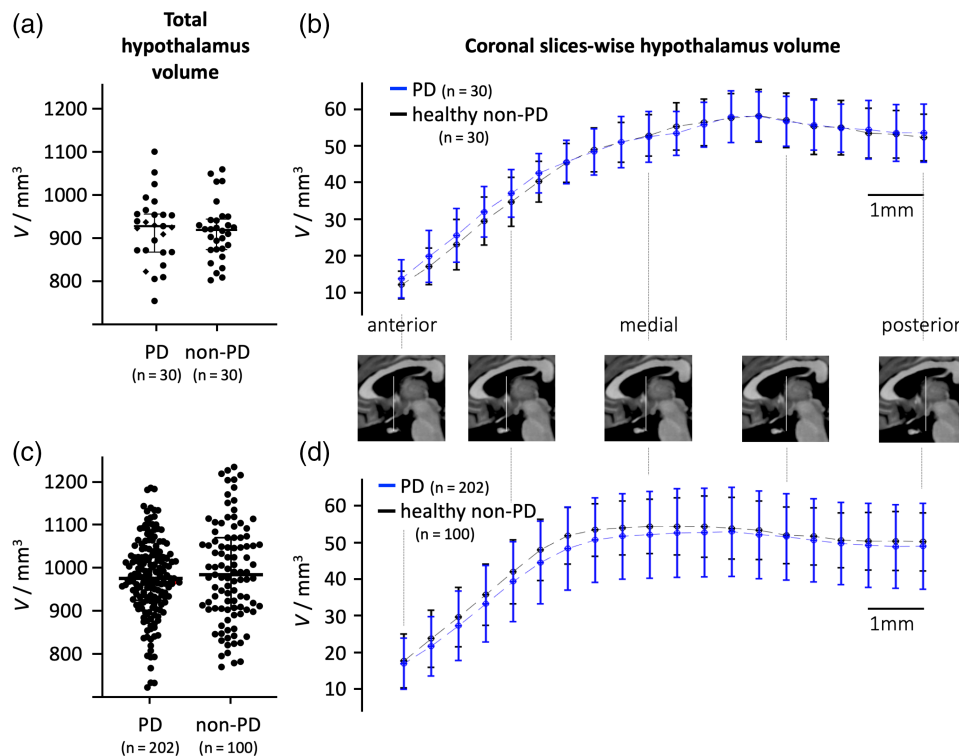 (a)
Total
hypothalamus
volume
V / mm³
1200
1100
1000
900
800
PD
(n = 30)
non-PD
(n = 30)
(b)
Coronal slices-wise hypothalamus volume
PD (n = 30)
healthy non-PD
(n = 30)
V / mm³
60
50
40
30
20
10
1mm
anterior
medial
posterior
(c)
V / mm³
1200
1100
1000
900
800
PD
(n = 202)
non-PD
(n = 100)
(d)
PD (n = 202)
healthy non-PD
(n = 100)
V / mm³
60
50
40
30
20
10
1mm